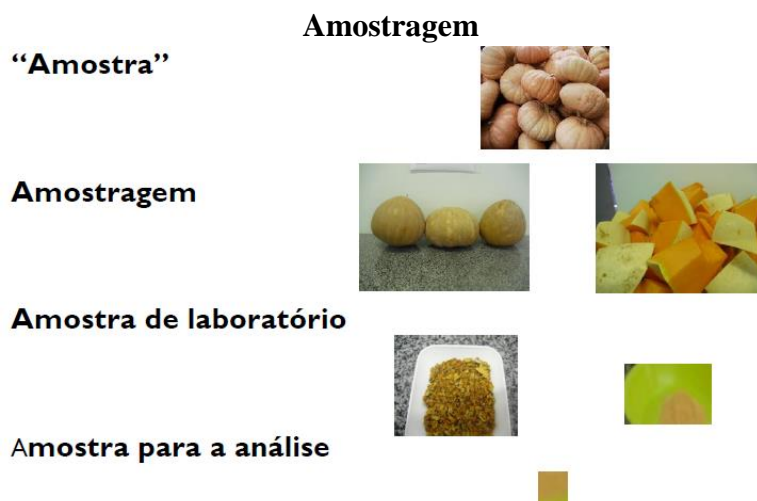 Amostragem
“Amostra”
Amostragem
Amostra de laboratório
Amostra para a análise